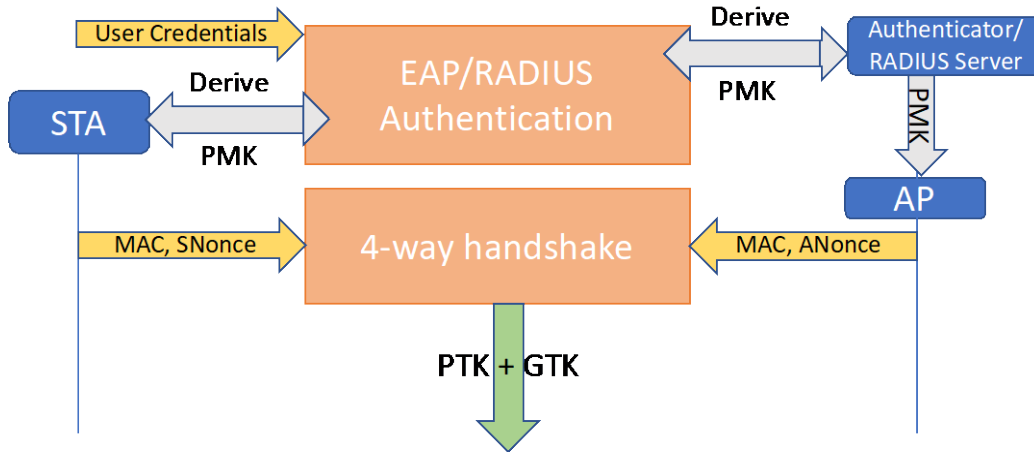 User Credentials
Derive
PMK
Authenticator/
RADIUS Server
EAP/RADIUS
Authentication
Derive
PMK
STA
PMK
AP
MAC, SNonce
4-way handshake
MAC, ANonce
PTK + GTK